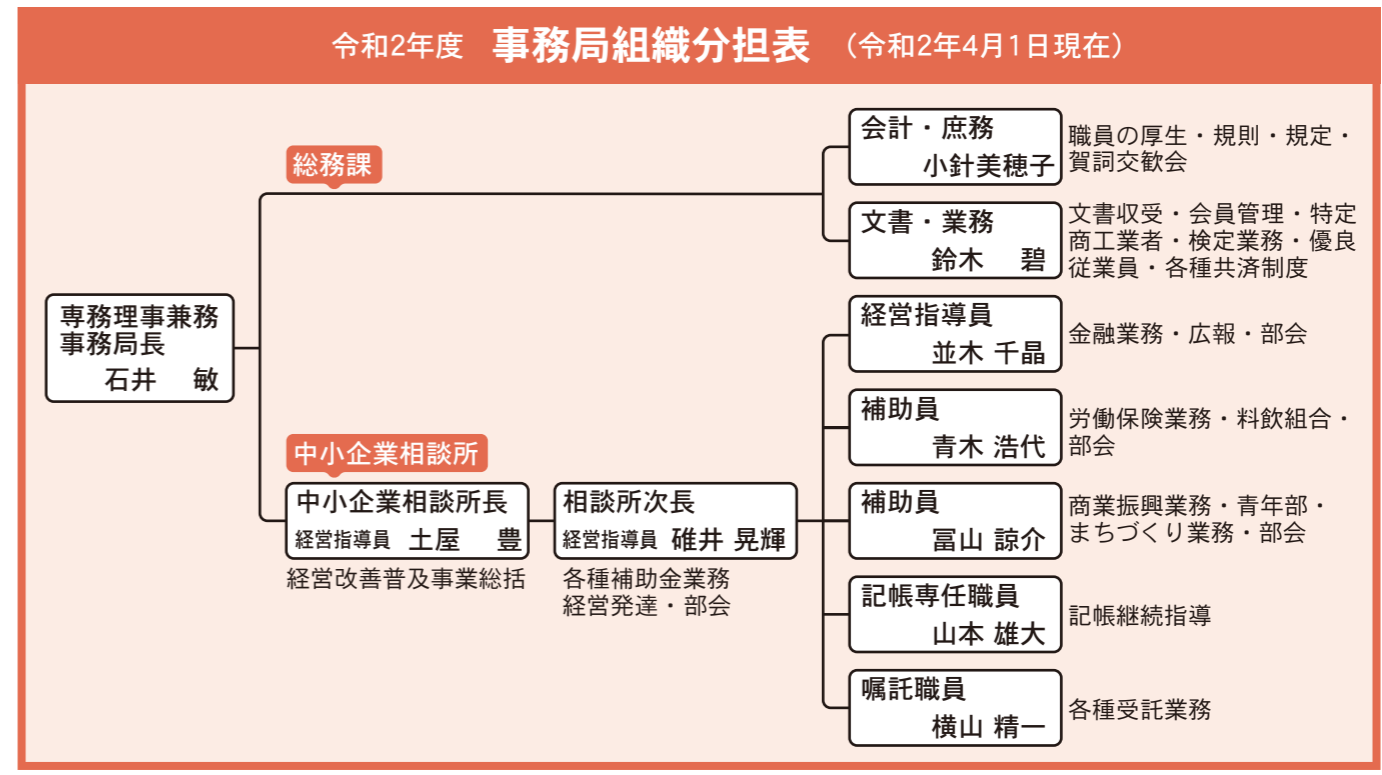 令和2年度 事務局組織分担表 （令和2年4月1日現在）
総務課
会計・庶務
小針美穂子
職員の厚生・規則・規定・
賀詞交歓会
文書・業務
鈴木 碧
文書収受・会員管理・特定
商工業者・検定業務・優良
従業員・各種共済制度
専務理事兼務
事務局長
石井 敏
中小企業相談所
中小企業相談所長
経営指導員 土屋 豊
経営改善普及事業総括
相談所次長
経営指導員 碓井 晃輝
各種補助金業務
経営発達・部会
経営指導員
並木 千晶
金融業務・広報・部会
補助員
青木 浩代
労働保険業務・料飲組合・
部会
補助員
冨山 諒介
商業振興業務・青年部・
まちづくり業務・部会
記帳専任職員
山本 雄大
記帳継続指導
嘱託職員
横山 精一
各種受託業務